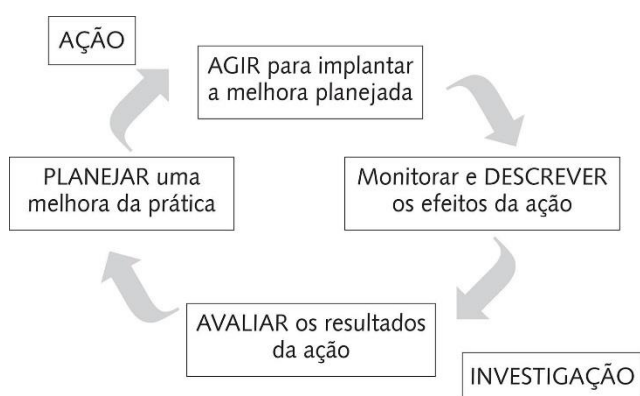 AÇÃO
AGIR para implantar
a melhora planejada
PLANEJAR uma
melhora da prática
Monitorar e DESCREVER
os efeitos da ação
AVALIAR os resultados
da ação
INVESTIGAÇÃO